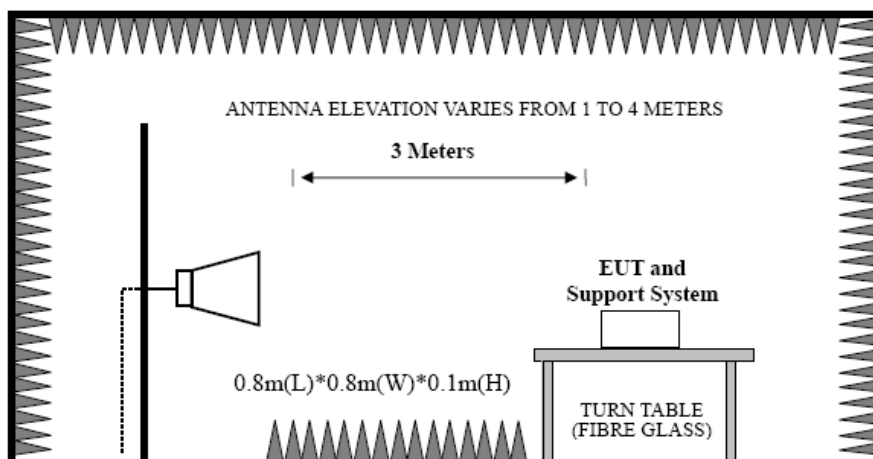 ANTENNA ELEVATION VARIES FROM 1 TO 4 METERS
3 Meters
EUT and
Support System
0.8m(L)*0.8m(W)*0.1m(H)
TURN TABLE
(FIBRE GLASS)